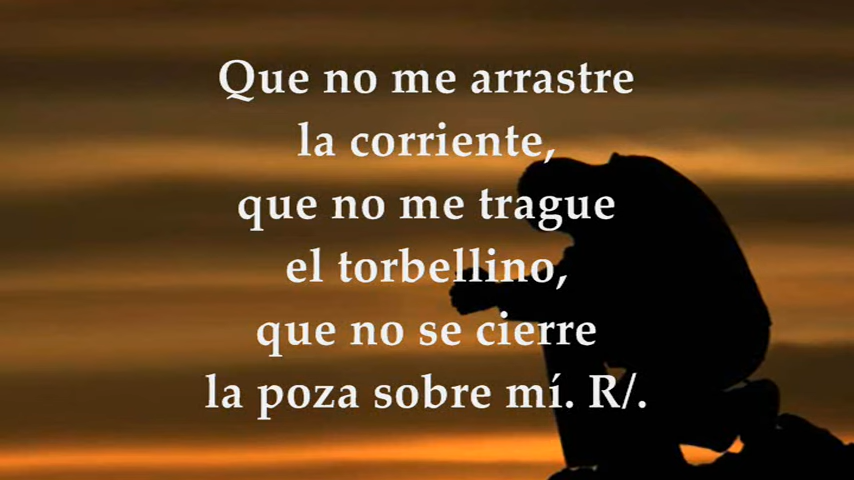 Que no me arrastre
la corriente,
que no me trague
el torbellino,
que no se cierre
la poza sobre mí. R/.